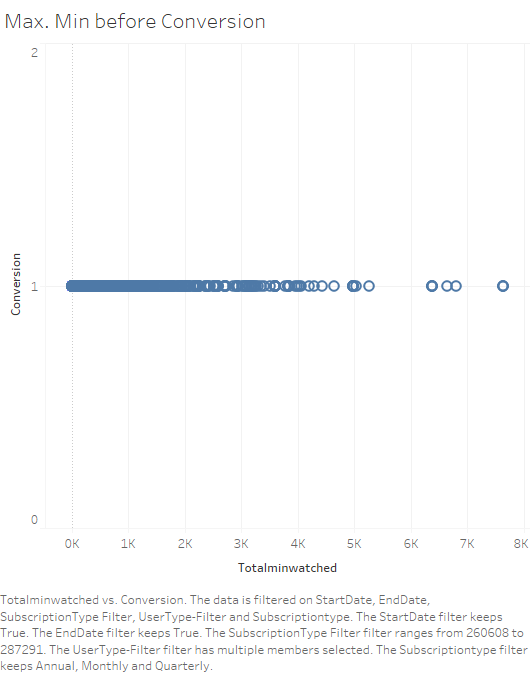 Max. Min before Conversion
2
1
0
Conversion
0K 1K 2K 3K 4K 5K 6K 7K 8K
Totalminwatched
Totalminwatched vs. Conversion. The data is filtered on StartDate, EndDate,
SubscriptionType Filter, UserType-Filter and Subscriptiontype. The StartDate filter keeps
True. The EndDate filter keeps True. The SubscriptionType Filter filter ranges from 260608 to
287291. The UserType-Filter filter has multiple members selected. The Subscriptiontype filter
keeps Annual, Monthly and Quarterly.